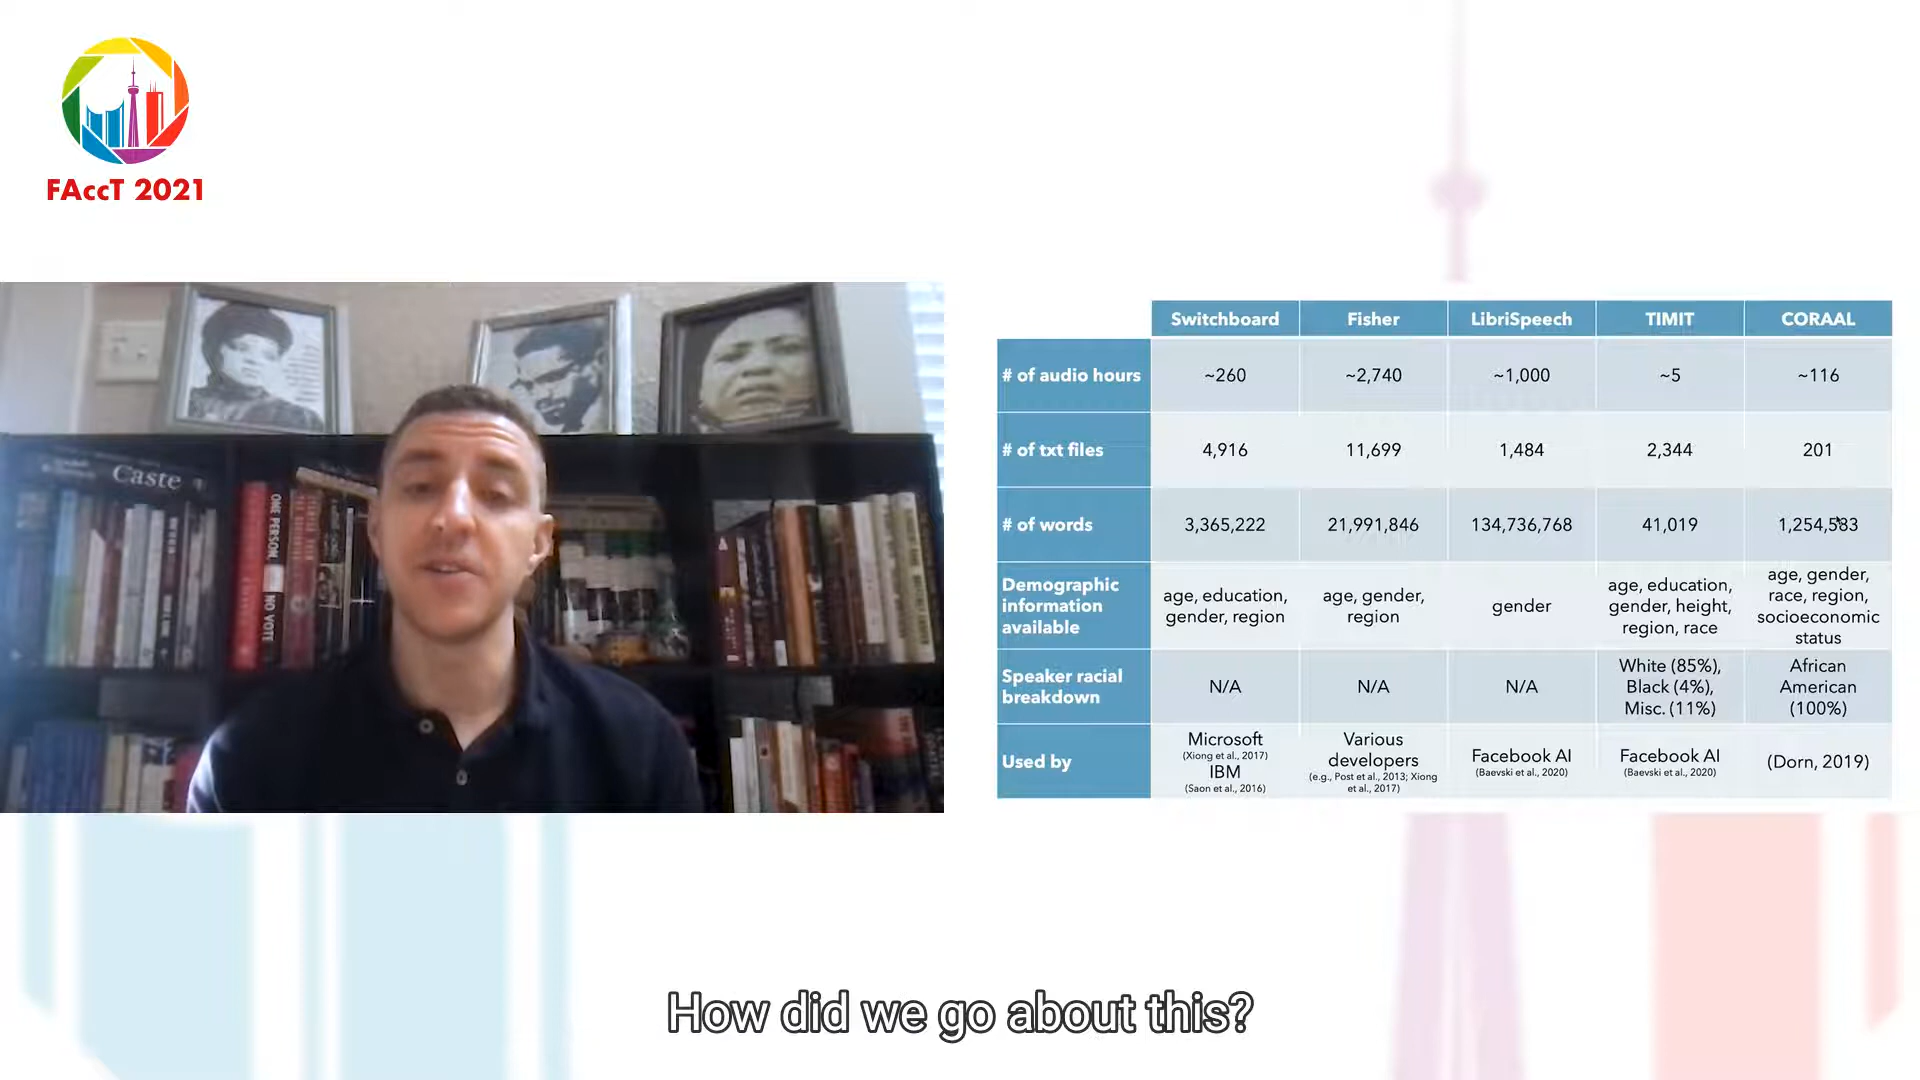 FAccT 2021
Caste
ONE PERSON, NO VOTE
Switchboard Fisher LibriSpeech TIMIT CORAAL
# of audio hours ~260 ~2,740 ~1,000 ~5 ~116
# of txt files 4,916 11,699 1,484 2,344 201
# of words 3,365,222 21,991,846 134,736,768 41,019 1,254,583
Demographic
information
available
age, education,
gender, region
age, gender,
region
gender
age, education,
gender, height,
region, race
age, gender,
race, region,
socioeconomic
status
Speaker racial
breakdown
N/A
N/A
N/A
White (85%),
Black (4%),
Misc. (11%)
African
American
(100%)
Used by
Microsoft
(Xiong et al., 2017)
IBM
(Saon et al., 2016)
Various
developers
(e.g., Post et al., 2013; Xiong
et al., 2017)
Facebook AI
(Baevski et al., 2020)
Facebook AI
(Baevski et al., 2020)
(Dorn, 2019)
How did we go about this?